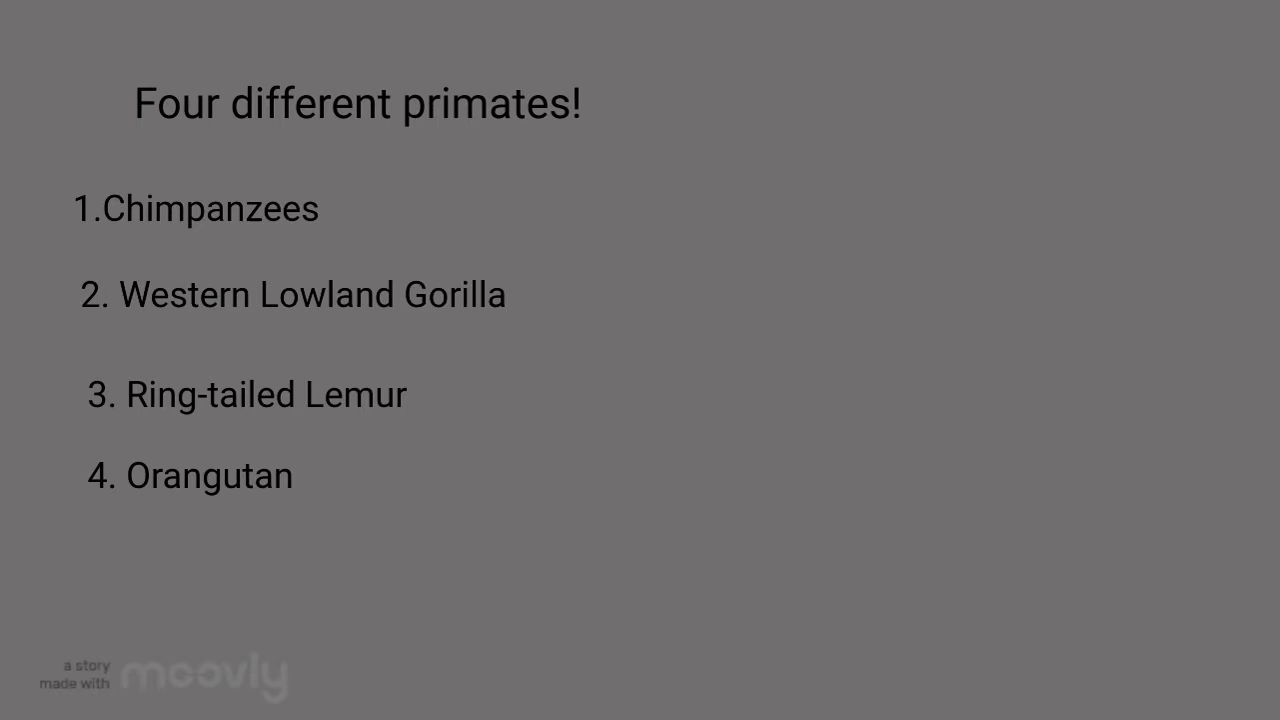 Four different primates!
1.Chimpanzees
2. Western Lowland Gorilla
3. Ring-tailed Lemur
4. Orangutan
a story
made with moovly